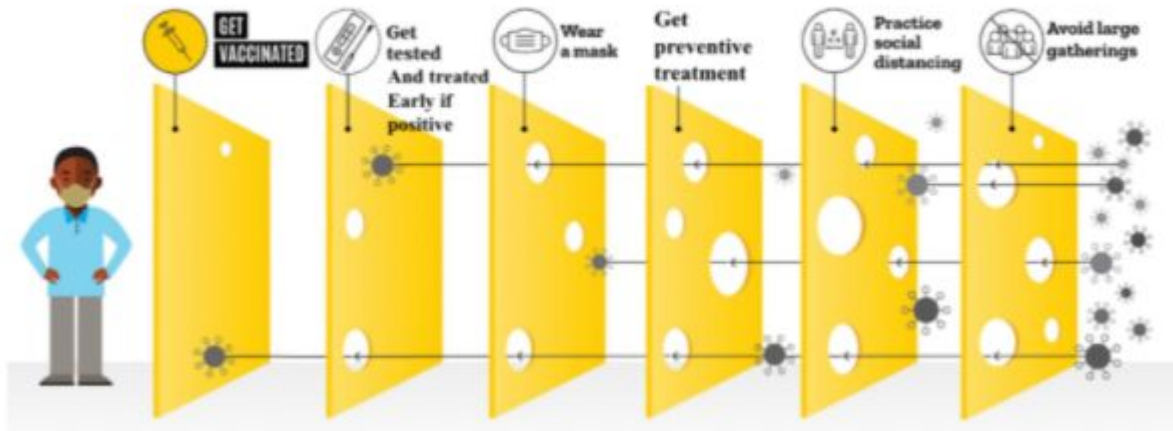 GET
VACCINATED
Get
tested
And treated
Early if
positive
Wear
a mask
Get
preventive
treatment
Practice
social
distancing
Avoid large
gatherings